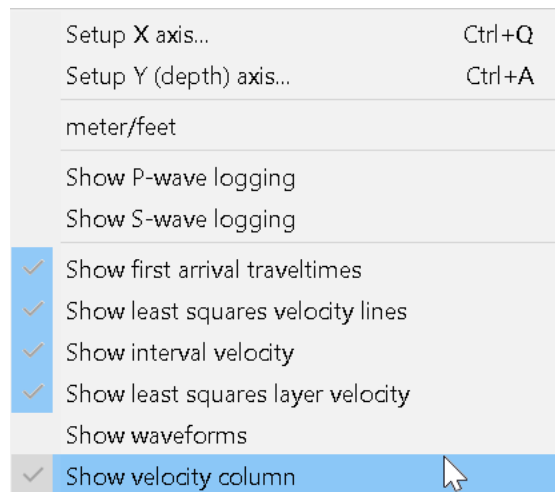 Setup X axis... Ctrl+Q
Setup Y (depth) axis... Ctrl+A
meter/feet
Show P-wave logging
Show S-wave logging
Show first arrival traveltimes
Show least squares velocity lines
Show interval velocity
Show least squares layer velocity
Show waveforms
Show velocity column